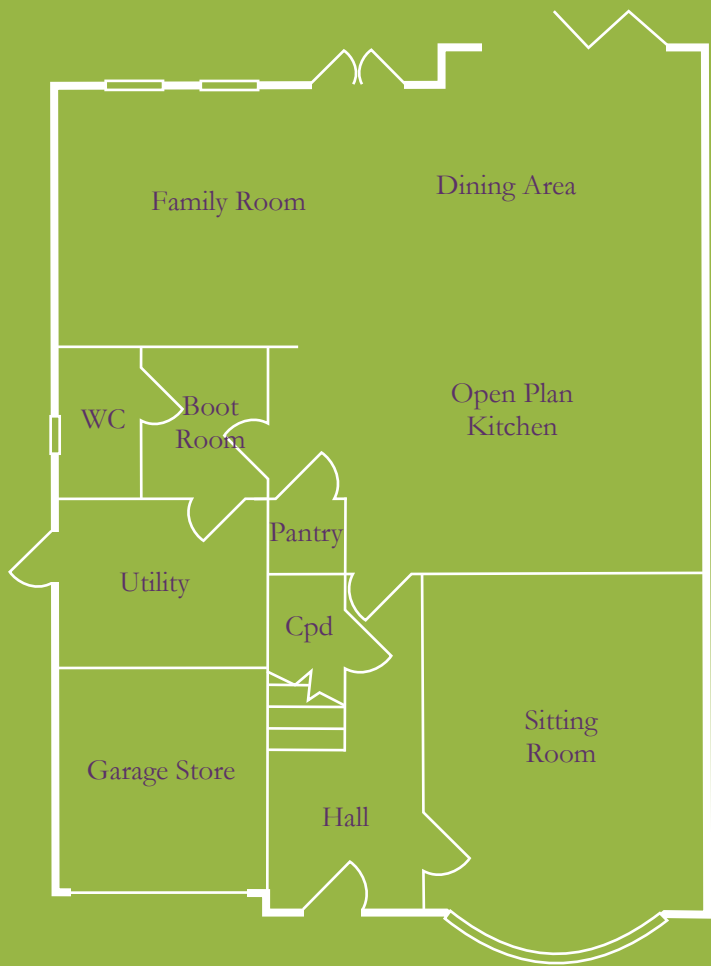 Family Room
Dining Area
WC
Boot
Room
Open Plan
Kitchen
Pantry
Utility
Cpd
Sitting
Room
Garage Store
Hall